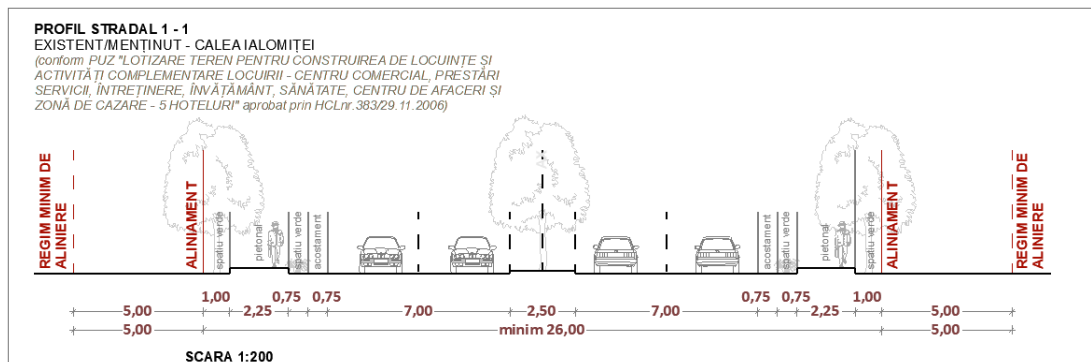 PROFIL STRADAL 1 - 1
EXISTENT/MENȚINUT - CALEA IALOMIȚEI
(conform PUZ "LOTIZARE TEREN PENTRU CONSTRUIREA DE LOCUINȚE ȘI
ACTIVITĂȚI COMPLEMENTARE LOCUIRII - CENTRU COMERCIAL, PRESTĂRI
SERVICII, ÎNTREȚINERE, ÎNVĂȚĂMÂNT, SĂNĂTATE, CENTRU DE AFACERI ȘI
ZONĂ DE CAZARE - 5 HOTELURI" aprobat prin HCLnr.383/29.11.2006)
REGIM MINIM DE
ALINIERE
ALINIAMENT
spatiu verde
pietonal
spatiu verde
acostament
acostament
spatiu verde
pietonal
spatiu verde
ALINIAMENT
REGIM MINIM DE
ALINIERE
5,00 1,00 2,25 0,75 0,75 7,00 2,50 7,00 0,75 0,75 2,25 1,00 5,00
5,00 minim 26,00 5,00
SCARA 1:200